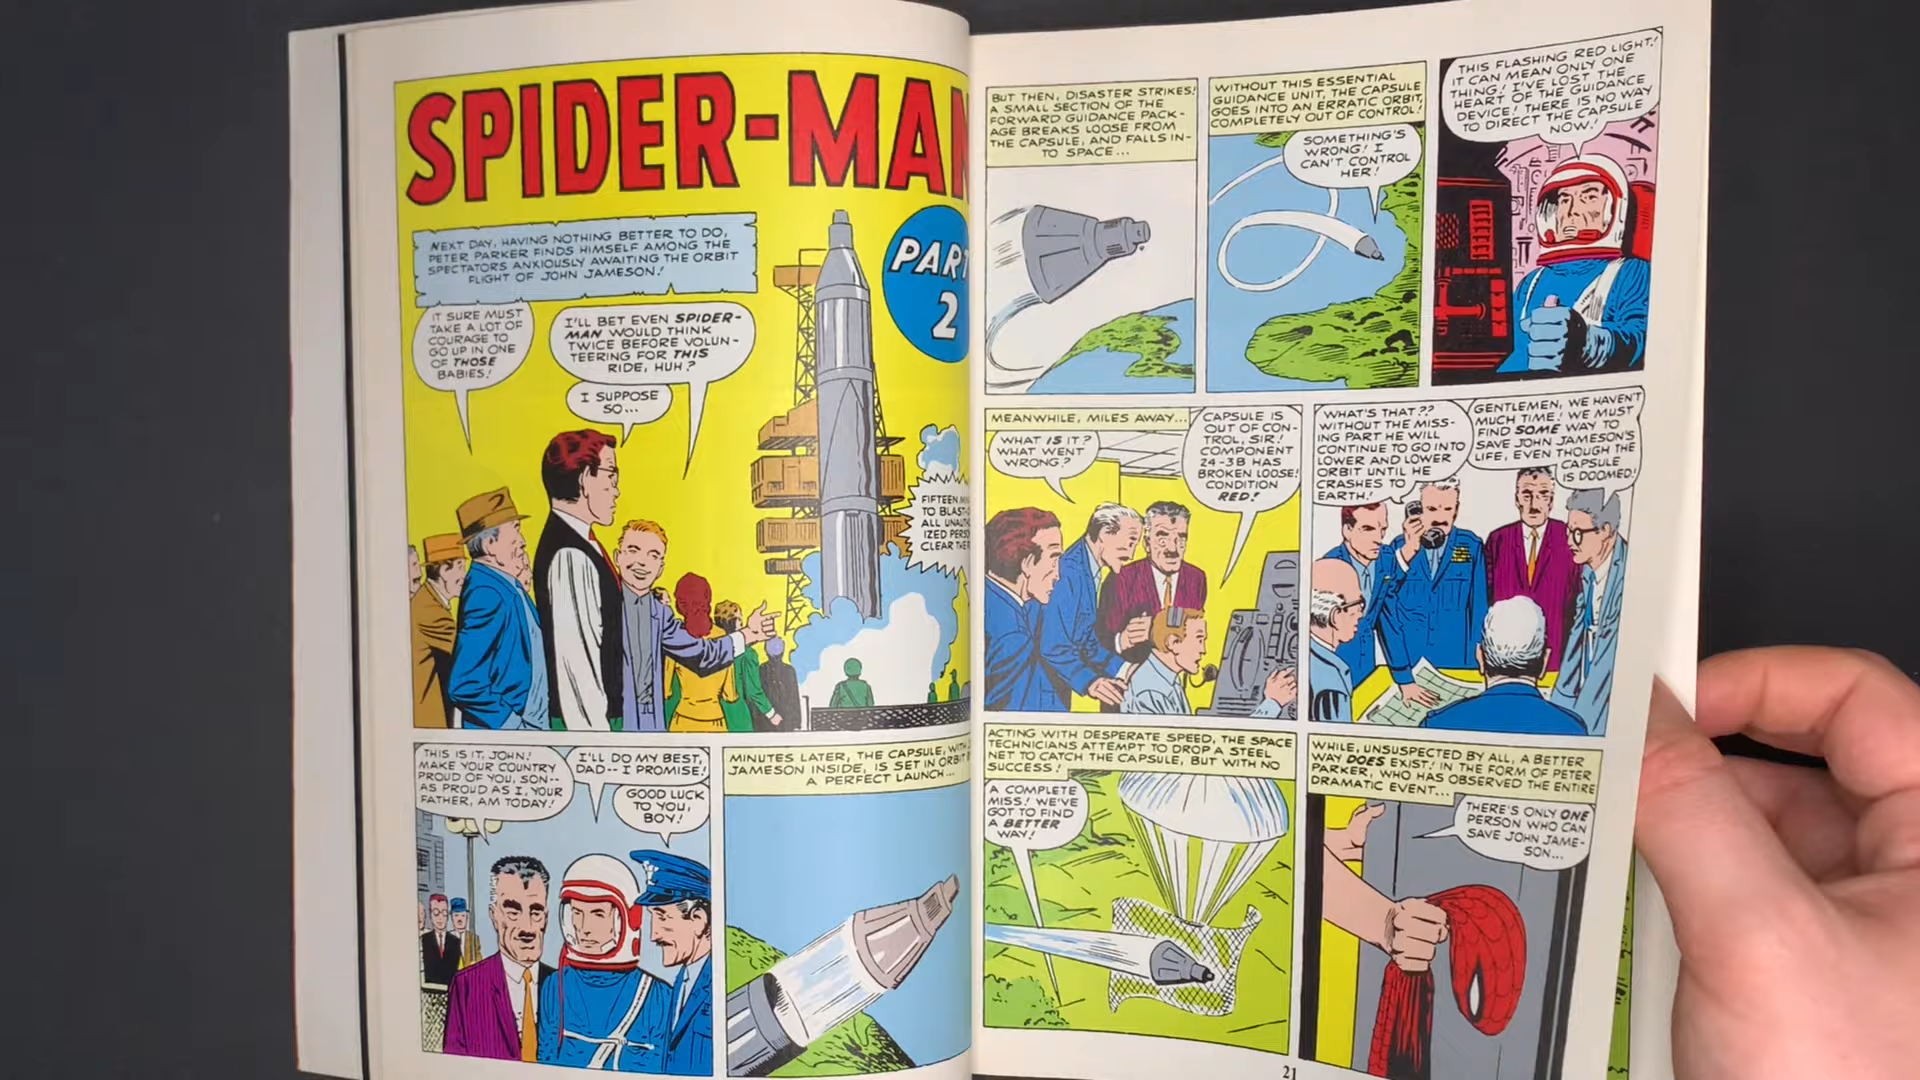 SPIDER-MAN
PART
2
NEXT DAY, HAVING NOTHING BETTER TO DO,
PETER PARKER FINDS HIMSELF AMONG THE
SPECTATORS ANXIOUSLY AWAITING THE ORBIT
FLIGHT OF JOHN JAMESON!
IT SURE MUST
TAKE A LOT OF
COURAGE TO
GO UP IN ONE
OF THOSE
BABIES!
I'LL BET EVEN SPIDER-
MAN WOULD THINK
TWICE BEFORE VOLUN-
TEERING FOR THIS
RIDE, HUH?
I SUPPOSE
SO...
FIFTEEN
TO BLAST-
ALL UNAUT
IZED PERS
CLEAR THE
THIS IS IT, JOHN!
MAKE YOUR COUNTRY
PROUD OF YOU, SON--
AS PROUD AS I, YOUR
FATHER, AM TODAY!
I'LL DO MY BEST,
DAD-- I PROMISE!
GOOD LUCK
TO YOU,
BOY!
MINUTES LATER, THE CAPSULE, WITH
JAMESON INSIDE, IS SET IN ORBIT
A PERFECT LAUNCH...
BUT THEN, DISASTER STRIKES!
A SMALL SECTION OF THE
FORWARD GUIDANCE PACK-
AGE BREAKS LOOSE FROM
THE CAPSULE, AND FALLS IN-
TO SPACE...
WITHOUT THIS ESSENTIAL
GUIDANCE UNIT, THE CAPSULE
GOES INTO AN ERRATIC ORBIT,
COMPLETELY OUT OF CONTROL!
SOMETHING'S
WRONG! I
CAN'T CONTROL
HER!
THIS FLASHING RED LIGHT!
IT CAN MEAN ONLY ONE
THING! I'VE LOST THE
HEART OF THE GUIDANCE
DEVICE! THERE IS NO WAY
TO DIRECT THE CAPSULE
NOW!
MEANWHILE, MILES AWAY...
WHAT IS IT?
WHAT WENT
WRONG?
CAPSULE IS
OUT OF CON-
TROL, SIR!
COMPONENT
24-3B HAS
BROKEN LOOSE!
CONDITION
RED!
WHAT'S THAT??
WITHOUT THE MISS-
ING PART HE WILL
CONTINUE TO GO INTO
LOWER AND LOWER
ORBIT UNTIL HE
CRASHES TO
EARTH!
GENTLEMEN, WE HAVEN'T
MUCH TIME! WE MUST
FIND SOME WAY TO
SAVE JOHN JAMESON'S
LIFE, EVEN THOUGH THE
CAPSULE
IS DOOMED!
ACTING WITH DESPERATE SPEED, THE SPACE
TECHNICIANS ATTEMPT TO DROP A STEEL
NET TO CATCH THE CAPSULE, BUT WITH NO
SUCCESS!
A COMPLETE
MISS! WE'VE
GOT TO FIND
A BETTER
WAY!
WHILE, UNSUSPECTED BY ALL, A BETTER
WAY DOES EXIST! IN THE FORM OF PETER
PARKER, WHO HAS OBSERVED THE ENTIRE
DRAMATIC EVENT...
THERE'S ONLY ONE
PERSON WHO CAN
SAVE JOHN JAME-
SON...
21